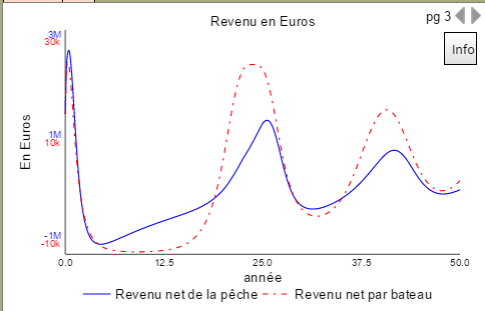 Revenu en Euros
pg 3
Info
3M
30k
1M
10k
-1M
-10k
En Euros
0.0 12.5 25.0 37.5 50.0
année
Revenu net de la pêche Revenu net par bateau